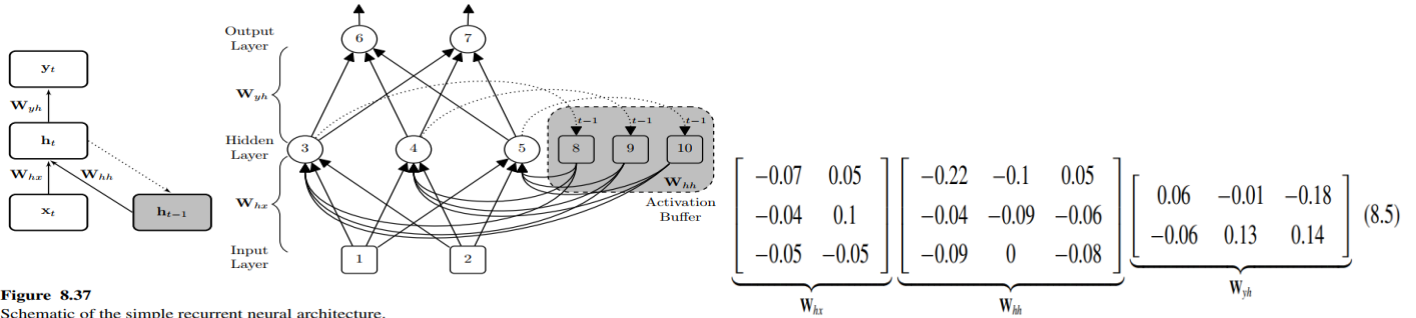 y_t
W_yh
h_t
W_hx
W_hh
x_t
h_{t−1}
Output
Layer
6
7
W_yh
Hidden
Layer
3
4
5
t−1
t−1
t−1
8
9
10
W_hh
Activation
Buffer
W_hx
Input
Layer
1
2
Figure 8.37
Schematic of the simple recurrent neural architecture.
−0.07 0.05
−0.04 0.1
−0.05 −0.05
W_hx
−0.22 −0.1 0.05
−0.04 −0.09 −0.06
−0.09 0 −0.08
W_hh
0.06 −0.01 −0.18
−0.06 0.13 0.14
W_yh
(8.5)